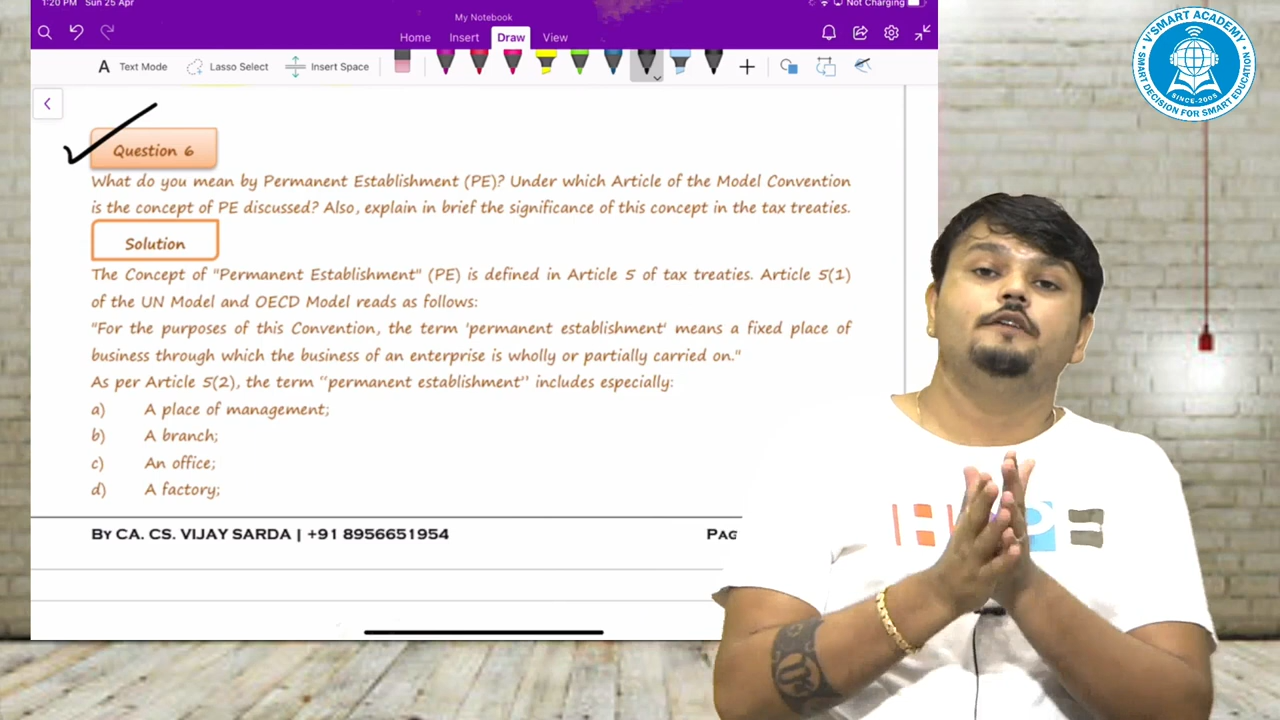 1:20 PM Sun 25 Apr
Not Charging
My Notebook
Home Insert Draw View
A Text Mode Lasso Select Insert Space
Question 6
What do you mean by Permanent Establishment (PE)? Under which Article of the Model Convention
is the concept of PE discussed? Also, explain in brief the significance of this concept in the tax treaties.
Solution
The Concept of "Permanent Establishment" (PE) is defined in Article 5 of tax treaties. Article 5(1)
of the UN Model and OECD Model reads as follows:
"For the purposes of this Convention, the term 'permanent establishment' means a fixed place of
business through which the business of an enterprise is wholly or partially carried on."
As per Article 5(2), the term “permanent establishment” includes especially:
a) A place of management;
b) A branch;
c) An office;
d) A factory;
BY CA. CS. VIJAY SARDA | +91 8956651954
V'SMART ACADEMY
SINCE-2005
SMART DECISION FOR SMART EDUCATION